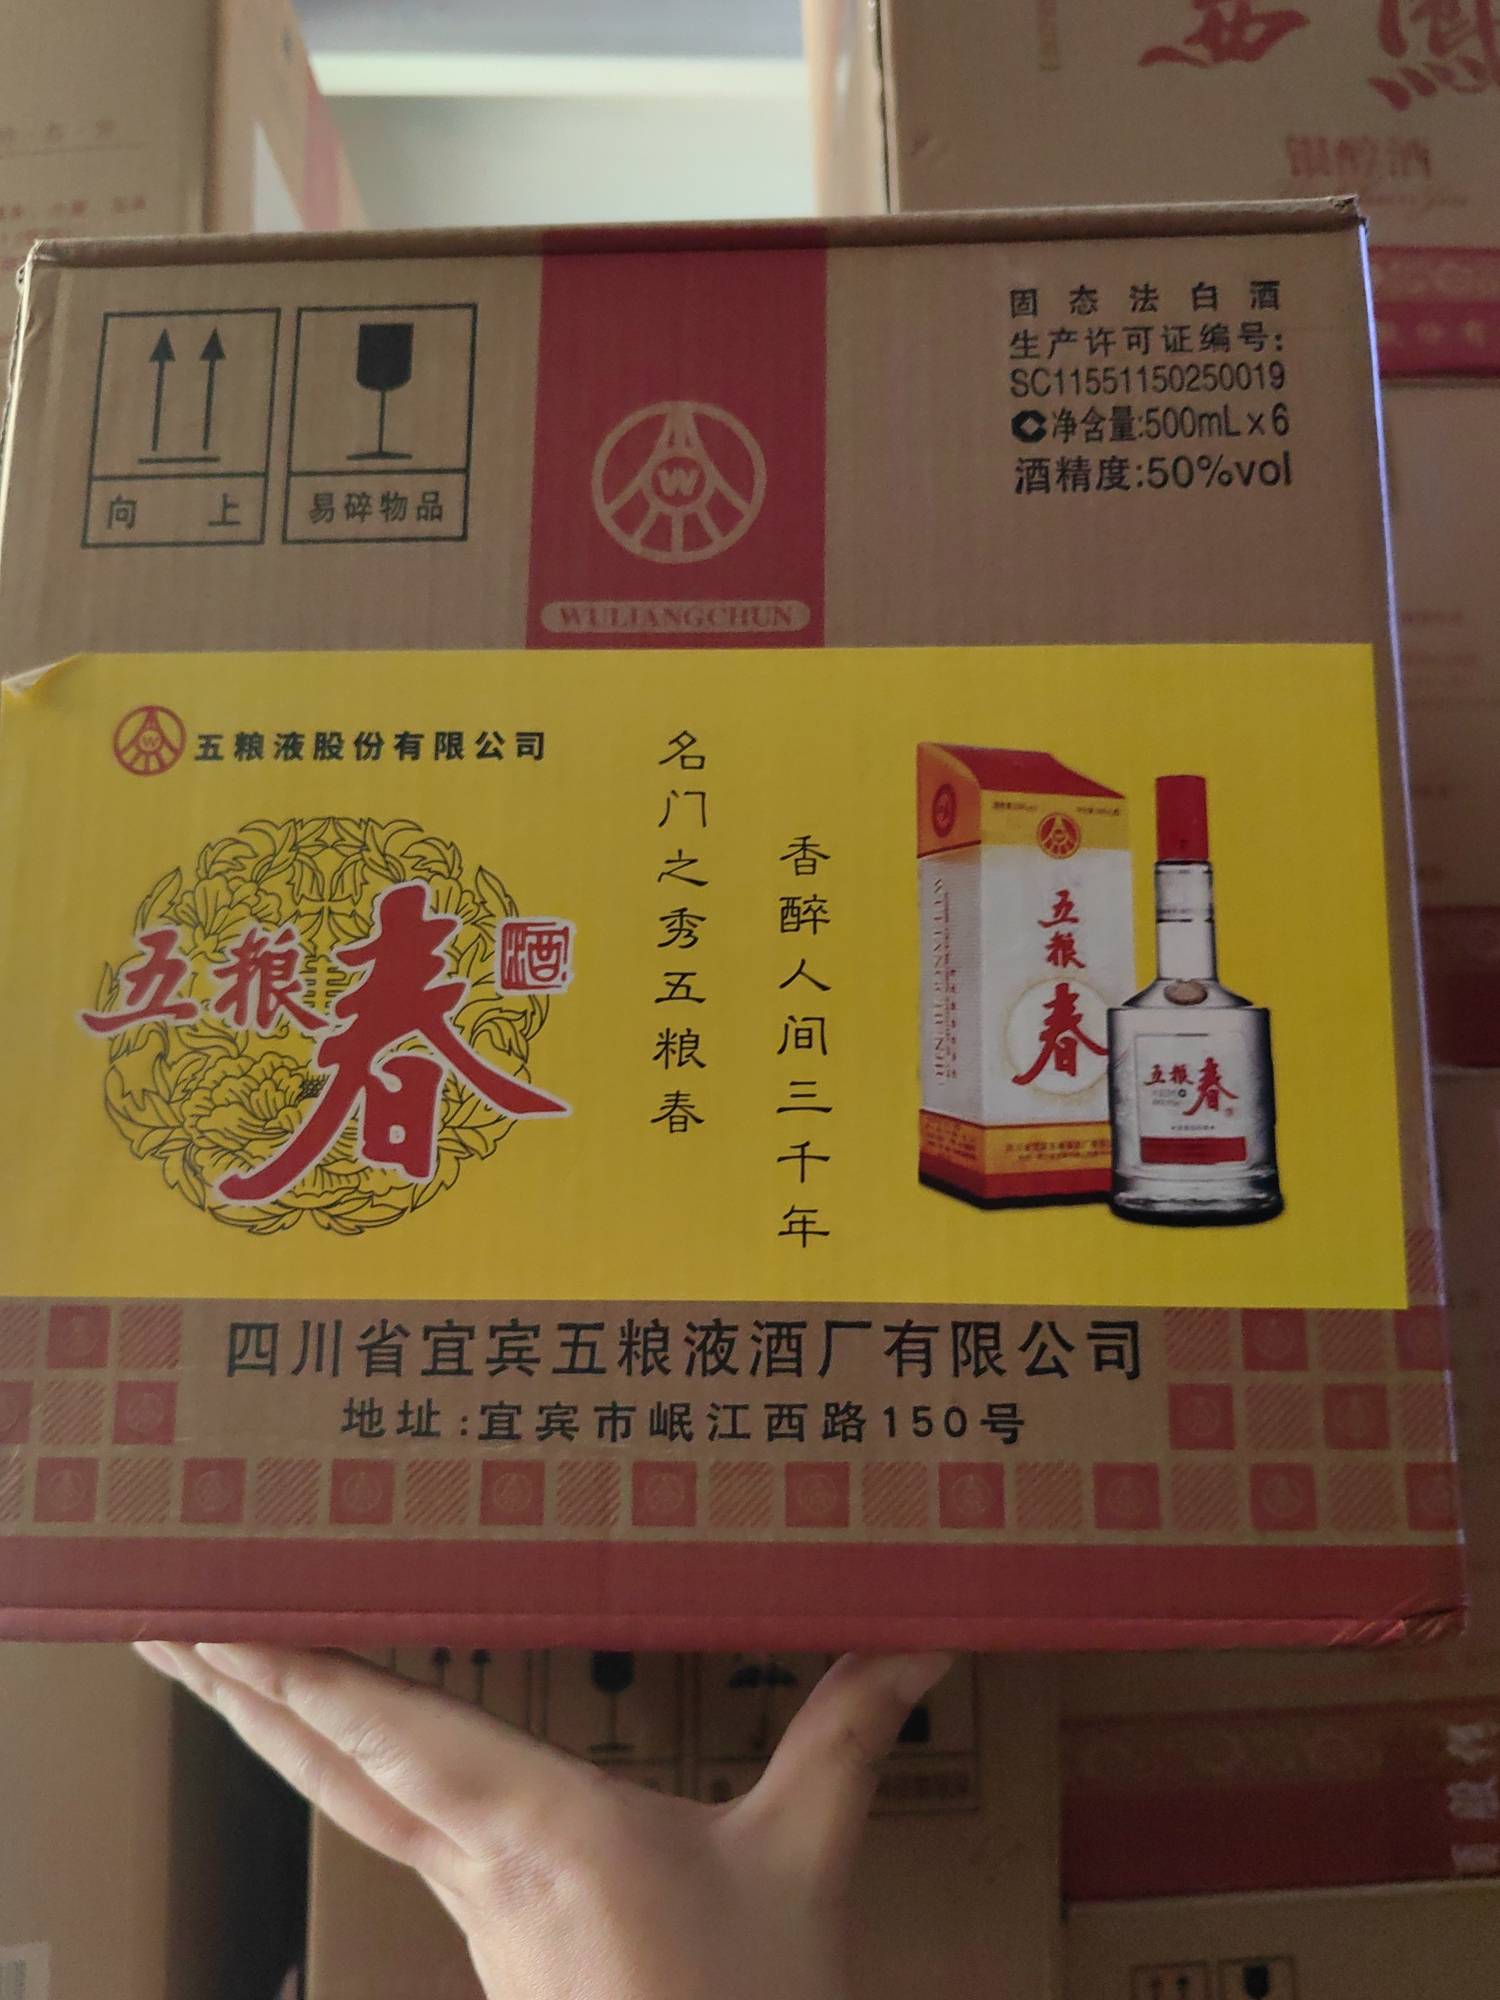 银醇酒
固态法白酒
生产许可证编号:
SC11551150250019
净含量:500mL×6
酒精度:50%vol
向上
易碎物品
W
WULIANGCHUN
五粮液股份有限公司
五粮春
酒
名门之秀五粮春
香醉人间三千年
五粮春
五粮春
四川省宜宾五粮液酒厂有限公司
地址:宜宾市岷江西路150号